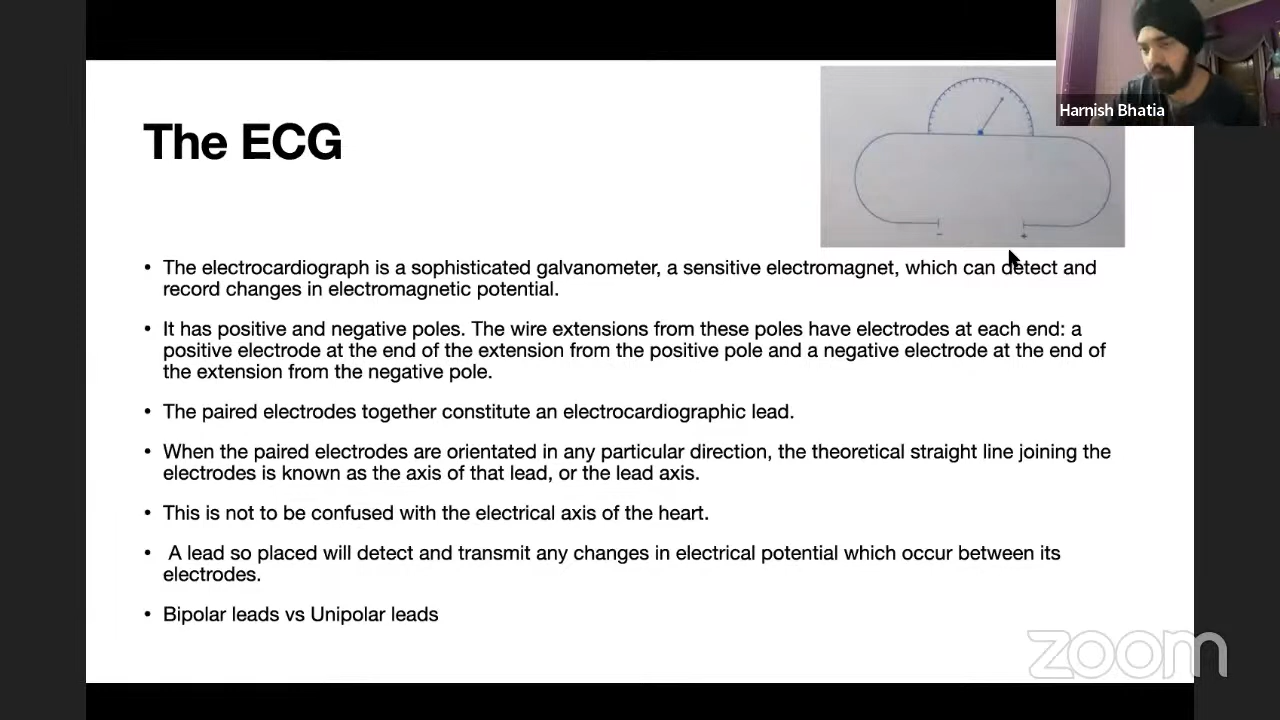 Harnish Bhatia
The ECG
- +
• The electrocardiograph is a sophisticated galvanometer, a sensitive electromagnet, which can detect and
record changes in electromagnetic potential.
• It has positive and negative poles. The wire extensions from these poles have electrodes at each end: a
positive electrode at the end of the extension from the positive pole and a negative electrode at the end of
the extension from the negative pole.
• The paired electrodes together constitute an electrocardiographic lead.
• When the paired electrodes are orientated in any particular direction, the theoretical straight line joining the
electrodes is known as the axis of that lead, or the lead axis.
• This is not to be confused with the electrical axis of the heart.
• A lead so placed will detect and transmit any changes in electrical potential which occur between its
electrodes.
• Bipolar leads vs Unipolar leads
zoom